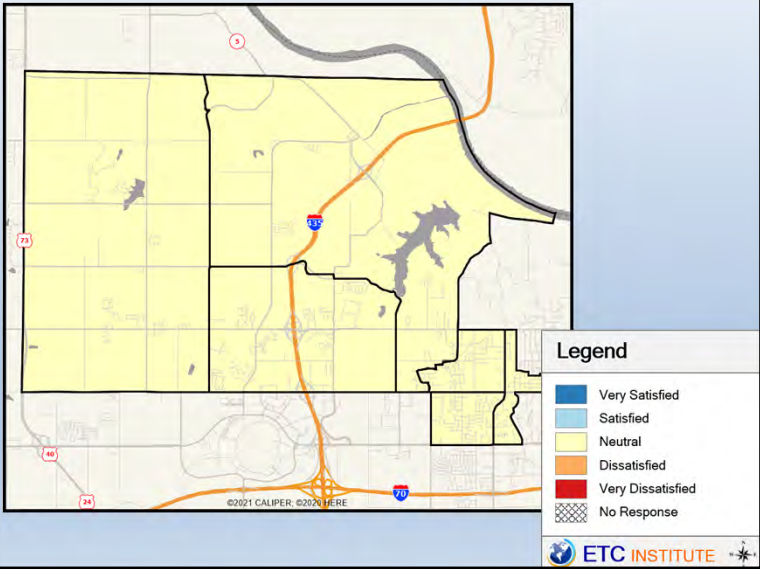 5
435
73
Legend
Very Satisfied
Satisfied
Neutral
Dissatisfied
Very Dissatisfied
No Response
40
24
70
©2021 CALIPER; ©2020 HERE
ETC INSTITUTE